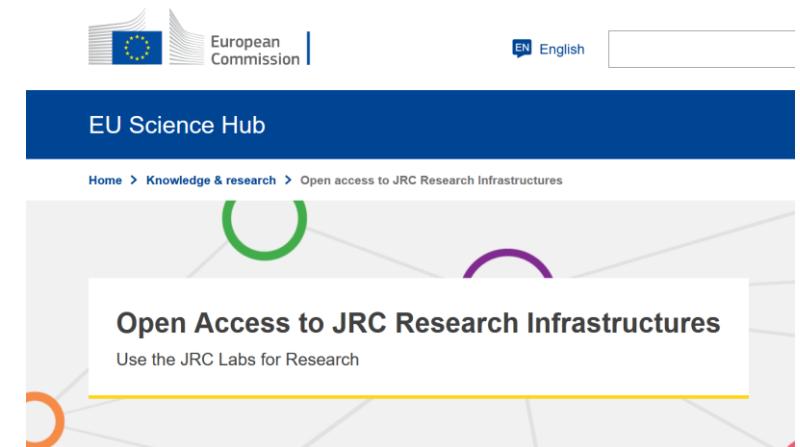 European
Commission
EN English
EU Science Hub
Home > Knowledge & research > Open access to JRC Research Infrastructures
Open Access to JRC Research Infrastructures
Use the JRC Labs for Research